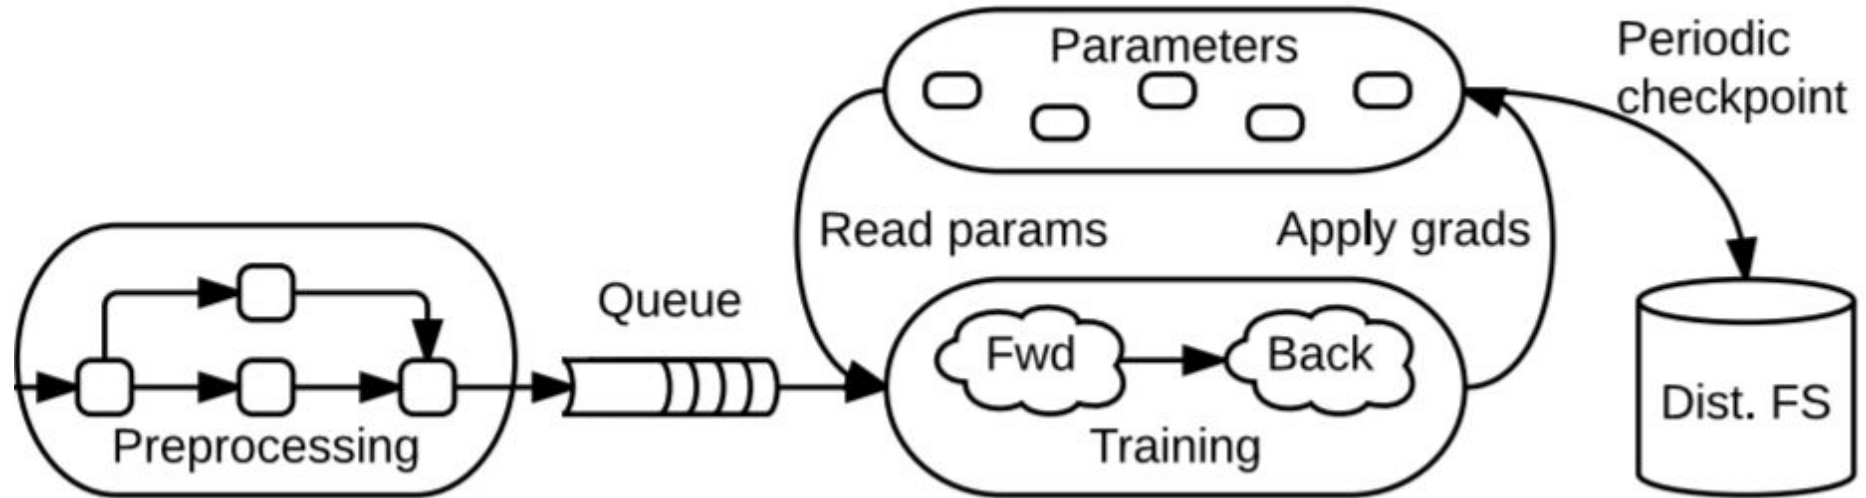 Parameters
Periodic
checkpoint
Read params
Apply grads
Queue
Fwd
Back
Dist. FS
Preprocessing
Training